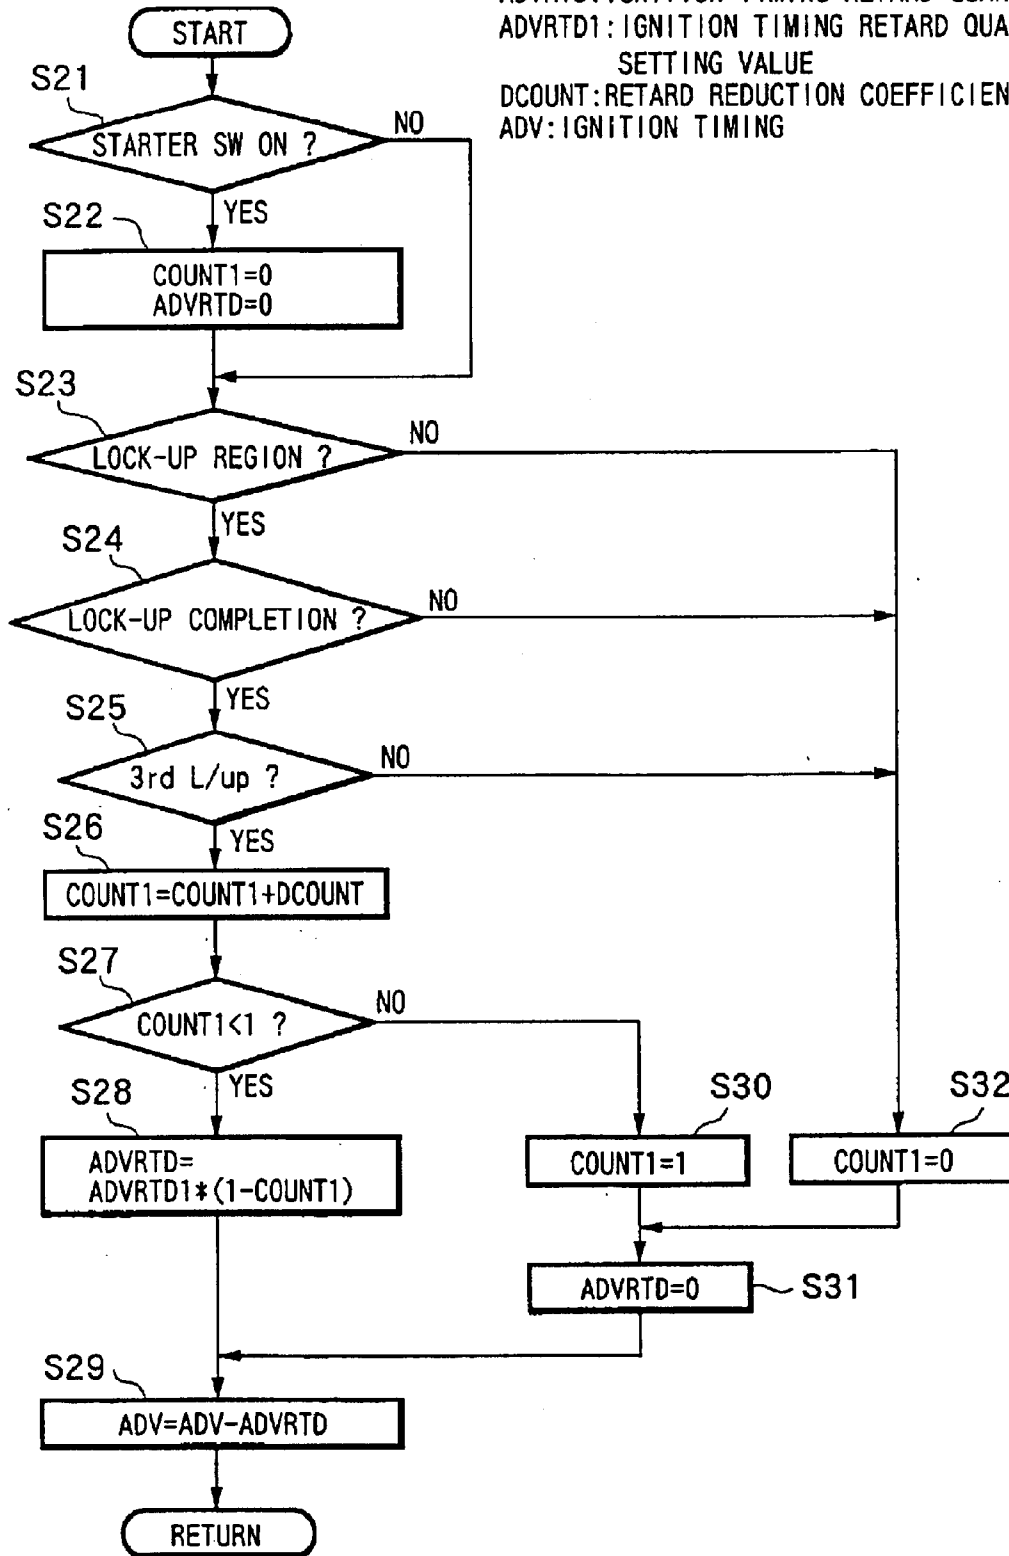 START
ADVRTD1:IGNITION TIMING RETARD
SETTING VALUE
DCOUNT:RETARD REDUCTION
ADV:IGNITION TIMING
S21
STARTER SW ON ?
NO
YES
S22
COUNT1=0
ADVRTD=0
S23
LOCK-UP REGION ?
NO
YES
S24
LOCK-UP COMPLETION ?
NO
YES
S25
3rd L/up ?
NO
YES
S26
COUNT1=COUNT1+DCOUNT
S27
COUNT1<1 ?
NO
YES
S28
ADVRTD=
ADVRTD1*(1-COUNT1)
S30
COUNT1=1
S32
COUNT1=0
ADVRTD=0
S31
S29
ADV=ADV-ADVRTD
RETURN